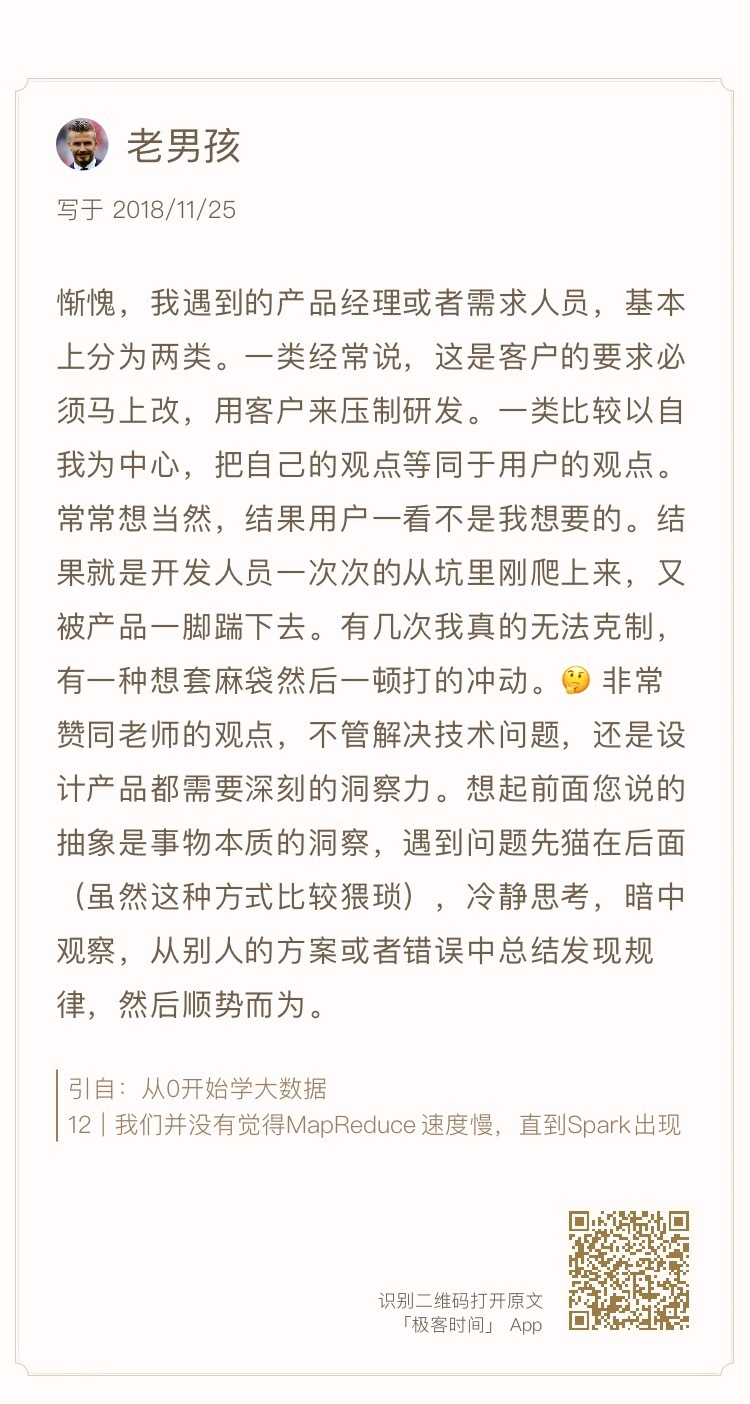 老男孩
写于 2018/11/25
惭愧，我遇到的产品经理或者需求人员，基本
上分为两类。一类经常说，这是客户的要求必
须马上改，用客户来压制研发。一类比较以自
我为中心，把自己的观点等同于用户的观点。
常常想当然，结果用户一看不是我想要的。结
果就是开发人员一次次的从坑里刚爬上来，又
被产品一脚踹下去。有几次我真的无法克制，
有一种想套麻袋然后一顿打的冲动。🤔 非常
赞同老师的观点，不管解决技术问题，还是设
计产品都需要深刻的洞察力。想起前面您说的
抽象是事物本质的洞察，遇到问题先猫在后面
（虽然这种方式比较猥琐），冷静思考，暗中
观察，从别人的方案或者错误中总结发现规
律，然后顺势而为。
引自：从0开始学大数据
12 | 我们并没有觉得MapReduce速度慢，直到Spark出现
识别二维码打开原文
「极客时间」 App